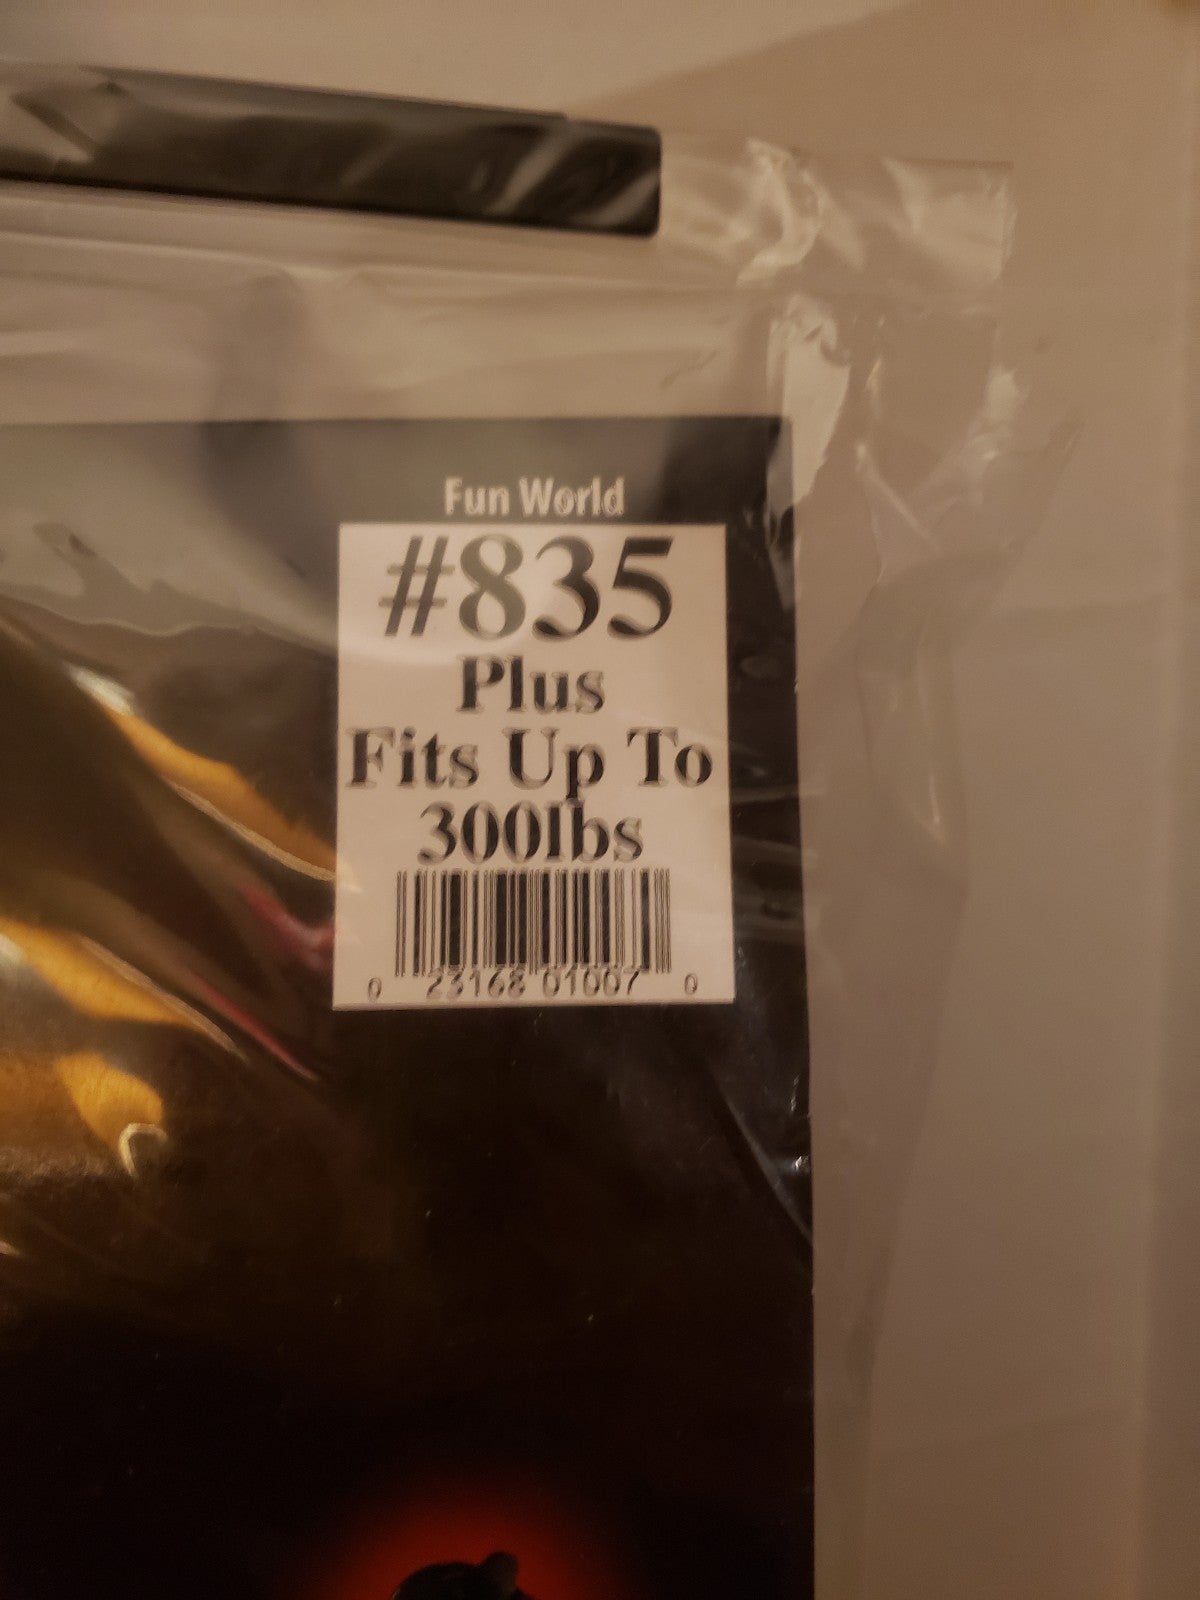 Fun World
#835
Plus
Fits Up To
300lbs
0 23168 01007 0